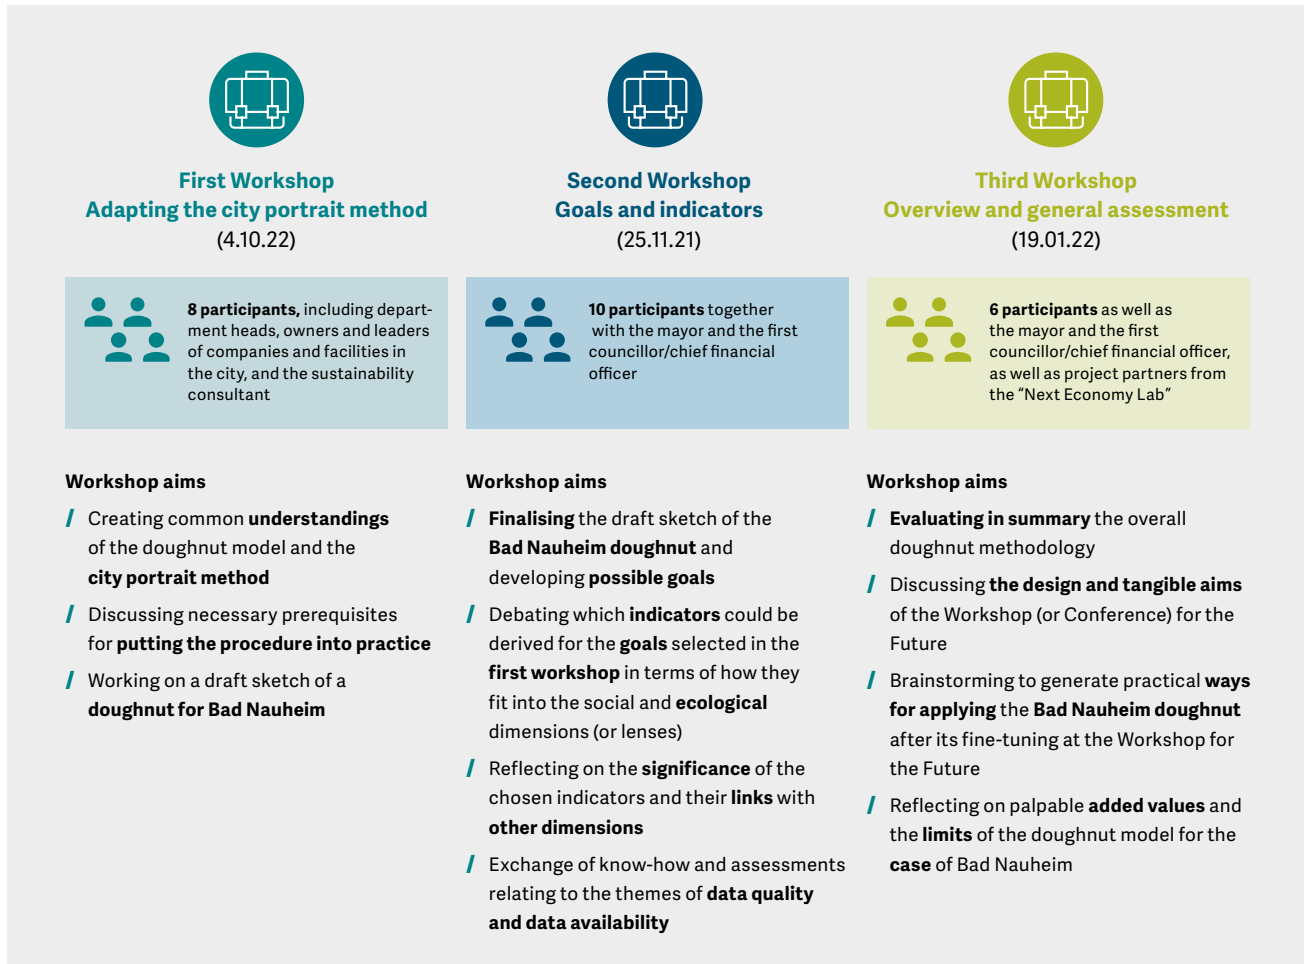 First Workshop
Adapting the city portrait method
(4.10.22)
8 participants, including depart-
ment heads, owners and leaders
of companies and facilities in
the city, and the sustainability
consultant
Workshop aims
/ Creating common understandings
of the doughnut model and the
city portrait method
/ Discussing necessary prerequisites
for putting the procedure into practice
/ Working on a draft sketch of a
doughnut for Bad Nauheim
Second Workshop
Goals and indicators
(25.11.21)
10 participants together
with the mayor and the first
councillor/chief financial
officer
Workshop aims
/ Finalising the draft sketch of the
Bad Nauheim doughnut and
developing possible goals
/ Debating which indicators could be
derived for the goals selected in the
first workshop in terms of how they
fit into the social and ecological
dimensions (or lenses)
/ Reflecting on the significance of the
chosen indicators and their links with
other dimensions
/ Exchange of know-how and assessments
relating to the themes of data quality
and data availability
Third Workshop
Overview and general assessment
(19.01.22)
6 participants as well as
the mayor and the first
councillor/chief financial officer,
as well as project partners from
the “Next Economy Lab”
Workshop aims
/ Evaluating in summary the overall
doughnut methodology
/ Discussing the design and tangible aims
of the Workshop (or Conference) for the
Future
/ Brainstorming to generate practical ways
for applying the Bad Nauheim doughnut
after its fine-tuning at the Workshop for
the Future
/ Reflecting on palpable added values and
the limits of the doughnut model for the
case of Bad Nauheim